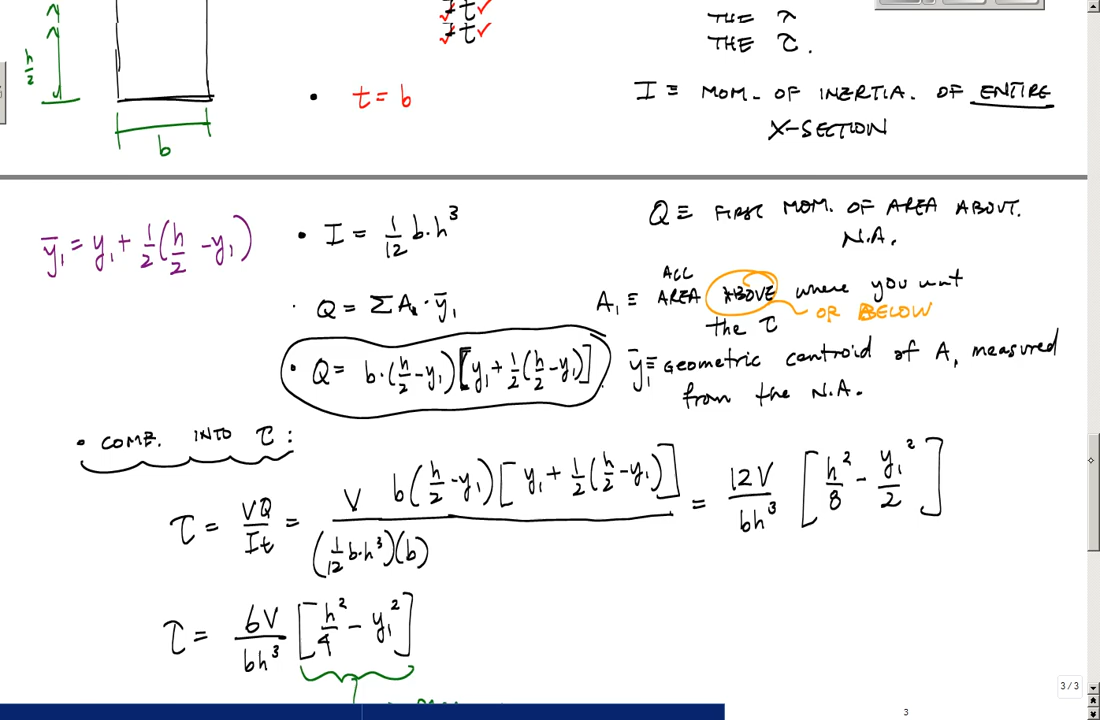 THE τ.
h/2
t = b
I ≡ MOM. OF INERTIA. OF ENTIRE
X-SECTION
b
ȳ₁ = y₁ + 1/2(h/2 - y₁)
• I = 1/12 b·h³
Q ≡ FIRST MOM. OF AREA ABOUT.
N.A.
• Q = ΣA₁·ȳ₁
A₁ ≡ ALL AREA ABOVE where you want
OR BELOW
the τ
• Q = b·(h/2 - y₁)[y₁ + 1/2(h/2 - y₁)]
ȳ₁ ≡ geometric centroid of A, measured
from the N.A.
• COMB. INTO τ:
τ = VQ/It = V b(h/2 - y₁)[y₁ + 1/2(h/2 - y₁)] / (1/12 b·h³)(b) = 12V/bh³ [h²/8 - y₁²/2]
τ = 6V/bh³ [h²/4 - y₁²]
3/3
3